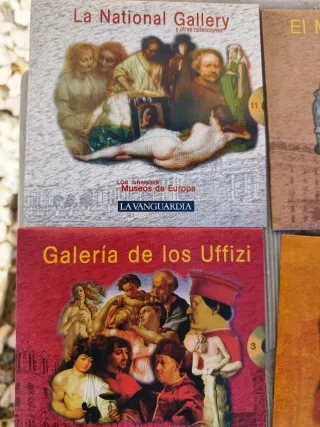 La National Gallery
y otras colecciones
11
LOS GRANDES
Museos de Europa
LA VANGUARDIA
El
Galería de los Uffizi
3